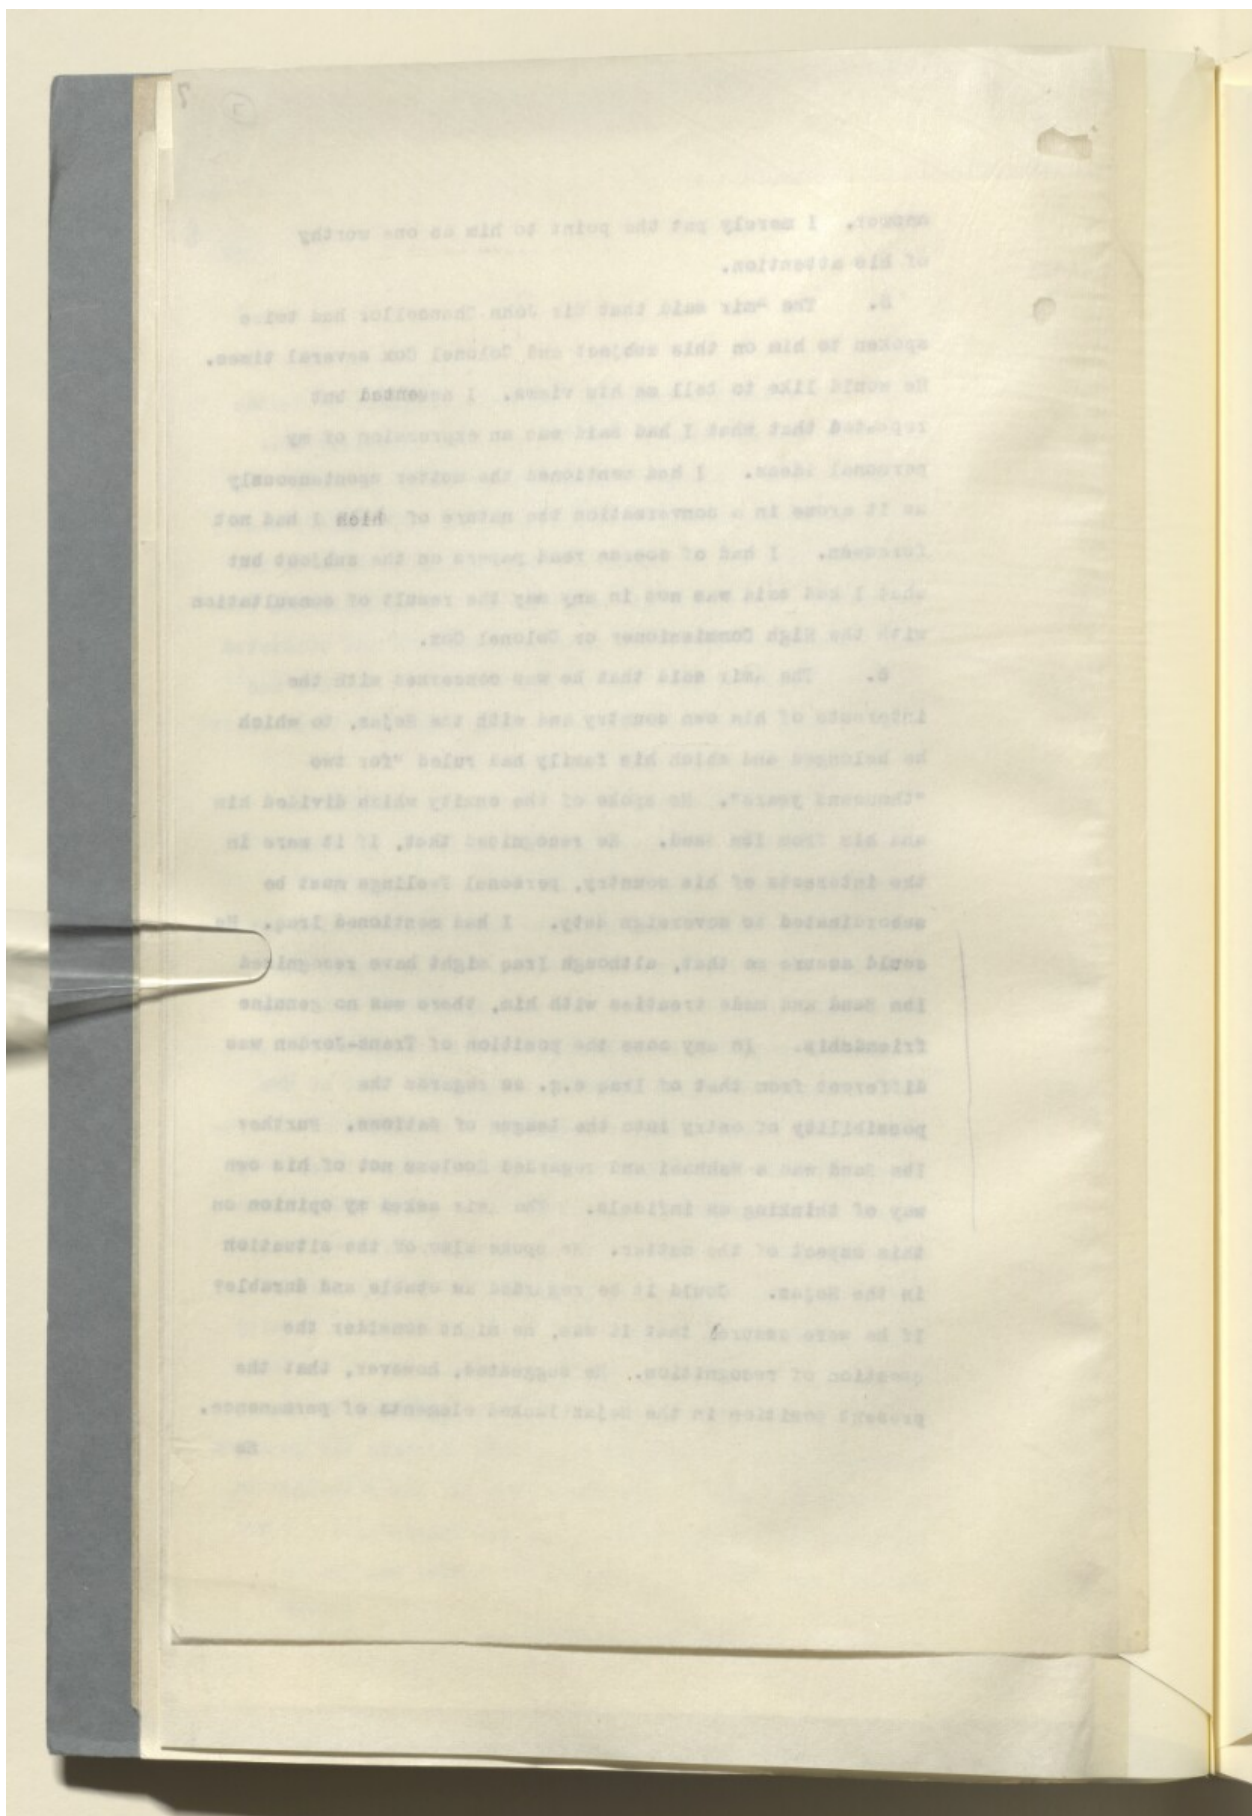 7
answer. I merely put the point to him as one worthy
of his attention.
5. The Amir said that Sir John Chancellor had twice
spoken to him on this subject and Colonel Cox several times.
He would like to tell me his views. I assented but
repeated that what I had said was an expression of my
personal ideas. I had mentioned the matter spontaneously
as it arose in a conversation the nature of which I had not
foreseen. I had of course read papers on the subject but
what I had said was not in any way the result of consultation
with the High Commissioner or Colonel Cox.
6. The Amir said that he was concerned with the
interests of his own country and with the Hejaz, to which
he belonged and which his family had ruled "for two
"thousand years". He spoke of the enmity which divided him
and his from Ibn Saud. He recognised that, if it were in
the interests of his country, personal feelings must be
subordinated to sovereign duty. I had mentioned Iraq. He
could assure me that, although Iraq might have recognised
Ibn Saud and made treaties with him, there was no genuine
friendship. In any case the position of Trans-Jordan was
different from that of Iraq e.g. as regards the
possibility of entry into the League of Nations. Further
Ibn Saud was a Wahhabi and regarded Moslems not of his own
way of thinking as infidels. The Amir asked my opinion on
this aspect of the matter. He spoke also of the situation
in the Hejaz. Could it be regarded as stable and durable?
If he were assured that it was, he might consider the
question of recognition. He suggested, however, that the
present position in the Hejaz lacked elements of permanence.
He